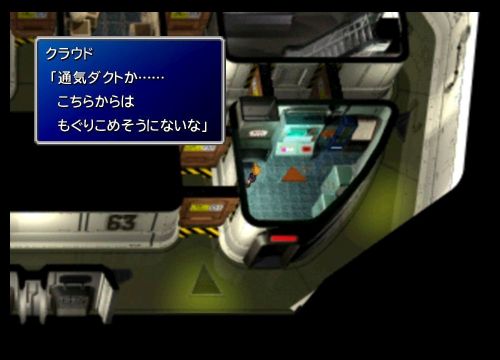 クラウド
「通気ダクトか……
こちらからは
もぐりこめそうにないな」
63